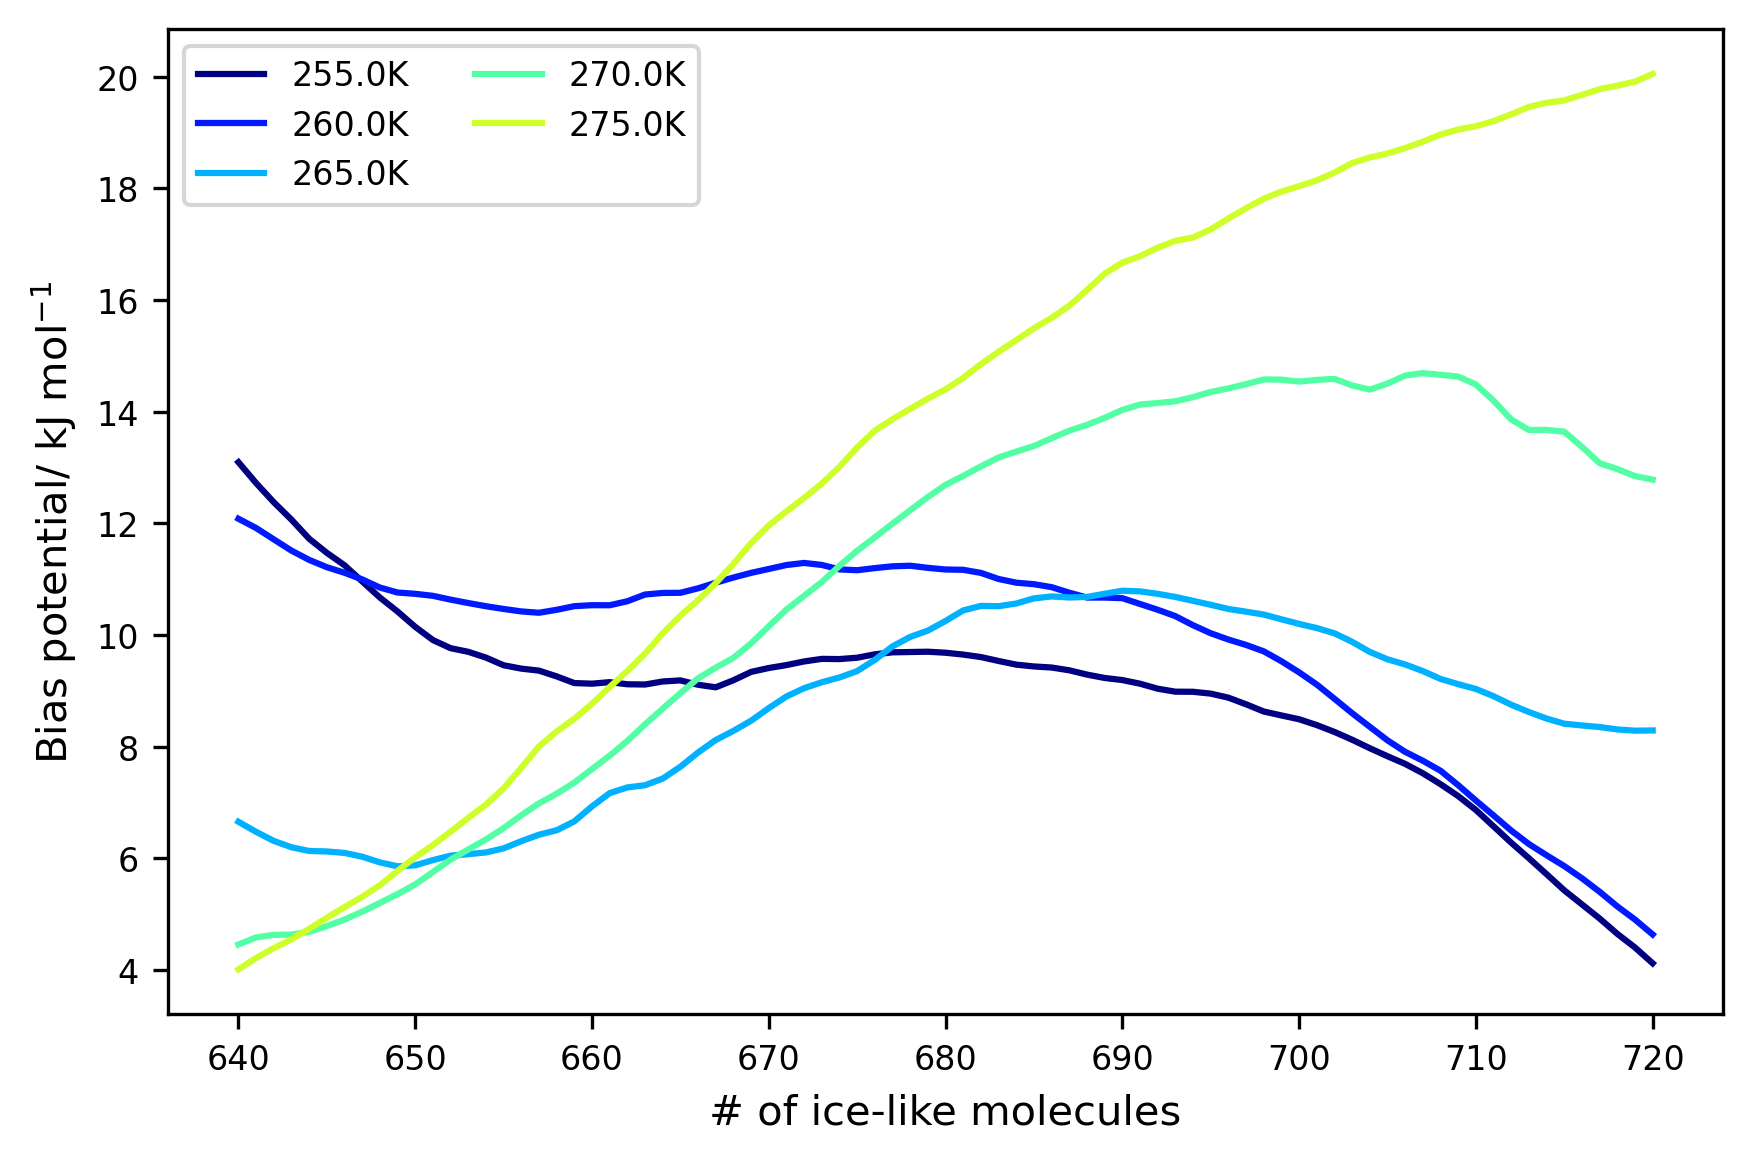 255.0K
260.0K
265.0K
270.0K
275.0K
20
18
16
14
12
10
8
6
4
Bias potential/ kJ mol⁻¹
640 650 660 670 680 690 700 710 720
# of ice-like molecules